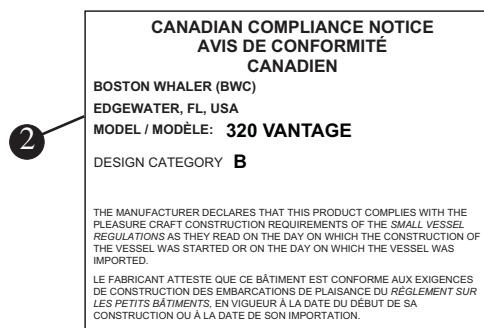 CANADIAN COMPLIANCE NOTICE
AVIS DE CONFORMITÉ
CANADIEN
BOSTON WHALER (BWC)
EDGEWATER, FL, USA
2
MODEL / MODÈLE: 320 VANTAGE
DESIGN CATEGORY B
THE MANUFACTURER DECLARES THAT THIS PRODUCT COMPLIES WITH THE
PLEASURE CRAFT CONSTRUCTION REQUIREMENTS OF THE SMALL VESSEL
REGULATIONS AS THEY READ ON THE DAY ON WHICH THE CONSTRUCTION OF
THE VESSEL WAS STARTED OR ON THE DAY ON WHICH THE VESSEL WAS
IMPORTED.
LE FABRICANT ATTESTE QUE CE BÂTIMENT EST CONFORME AUX EXIGENCES
DE CONSTRUCTION DES EMBARCATIONS DE PLAISANCE DU RÈGLEMENT SUR
LES PETITS BÂTIMENTS, EN VIGUEUR À LA DATE DU DÉBUT DE SA
CONSTRUCTION OU À LA DATE DE SON IMPORTATION.